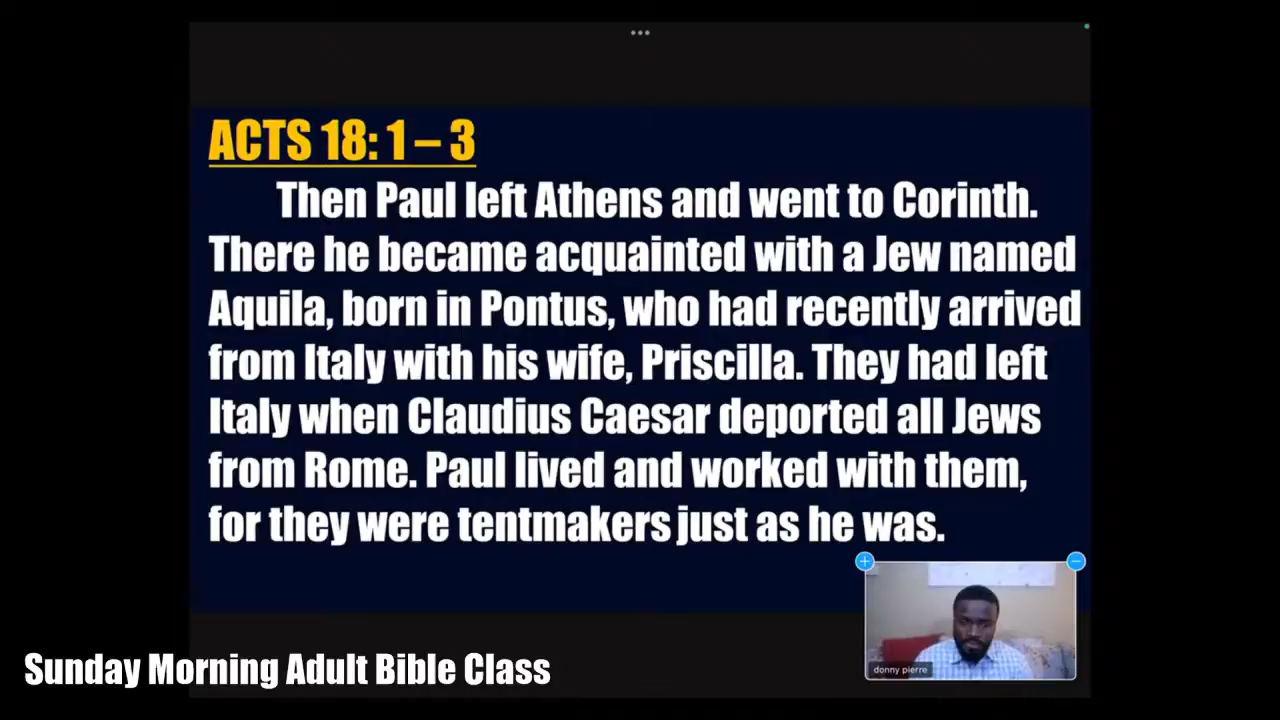 ACTS 18: 1 – 3
Then Paul left Athens and went to Corinth.
There he became acquainted with a Jew named
Aquila, born in Pontus, who had recently arrived
from Italy with his wife, Priscilla. They had left
Italy when Claudius Caesar deported all Jews
from Rome. Paul lived and worked with them,
for they were tentmakers just as he was.
donny pierre
Sunday Morning Adult Bible Class